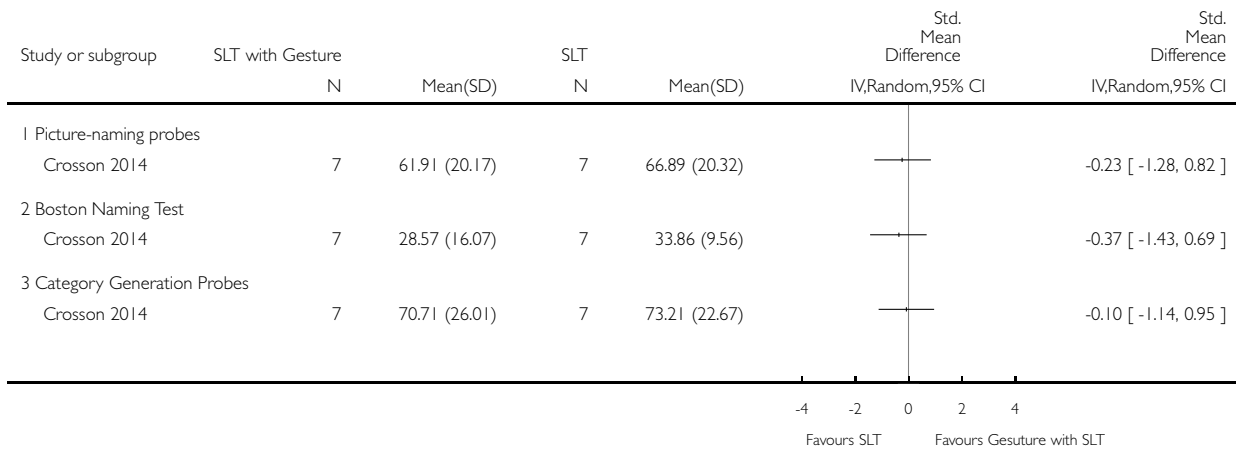 Std. Mean Difference Std. Mean Difference
Study or subgroup SLT with Gesture SLT
N Mean(SD) N Mean(SD) IV,Random,95% CI IV,Random,95% CI
1 Picture-naming probes
Crosson 2014 7 61.91 (20.17) 7 66.89 (20.32) -0.23 [ -1.28, 0.82 ]
2 Boston Naming Test
Crosson 2014 7 28.57 (16.07) 7 33.86 (9.56) -0.37 [ -1.43, 0.69 ]
3 Category Generation Probes
Crosson 2014 7 70.71 (26.01) 7 73.21 (22.67) -0.10 [ -1.14, 0.95 ]
-4 -2 0 2 4
Favours SLT Favours Gesuture with SLT